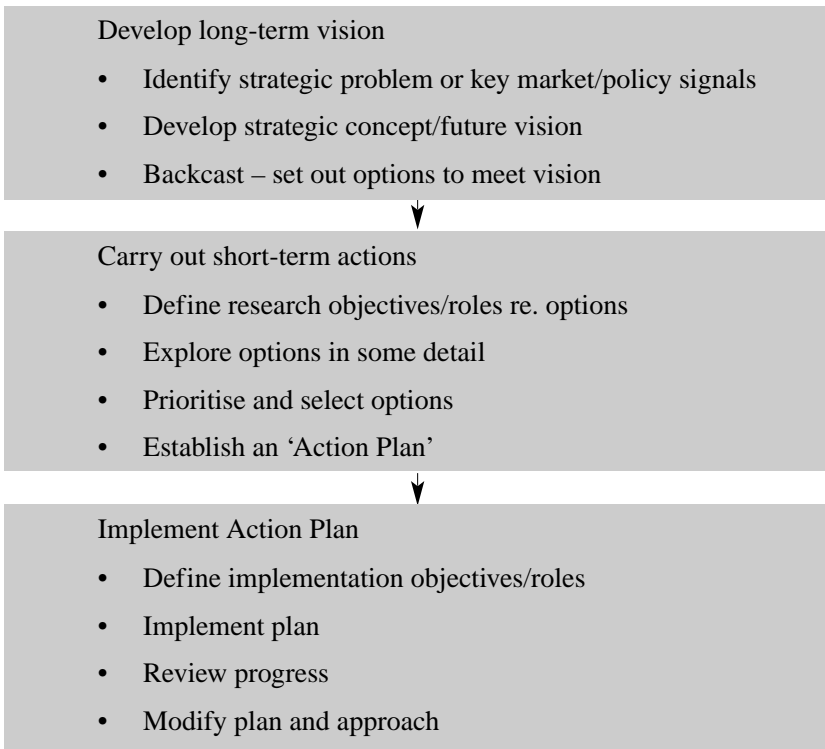 Develop long-term vision
• Identify strategic problem or key market/policy signals
• Develop strategic concept/future vision
• Backcast – set out options to meet vision
Carry out short-term actions
• Define research objectives/roles re. options
• Explore options in some detail
• Prioritise and select options
• Establish an ‘Action Plan’
Implement Action Plan
• Define implementation objectives/roles
• Implement plan
• Review progress
• Modify plan and approach